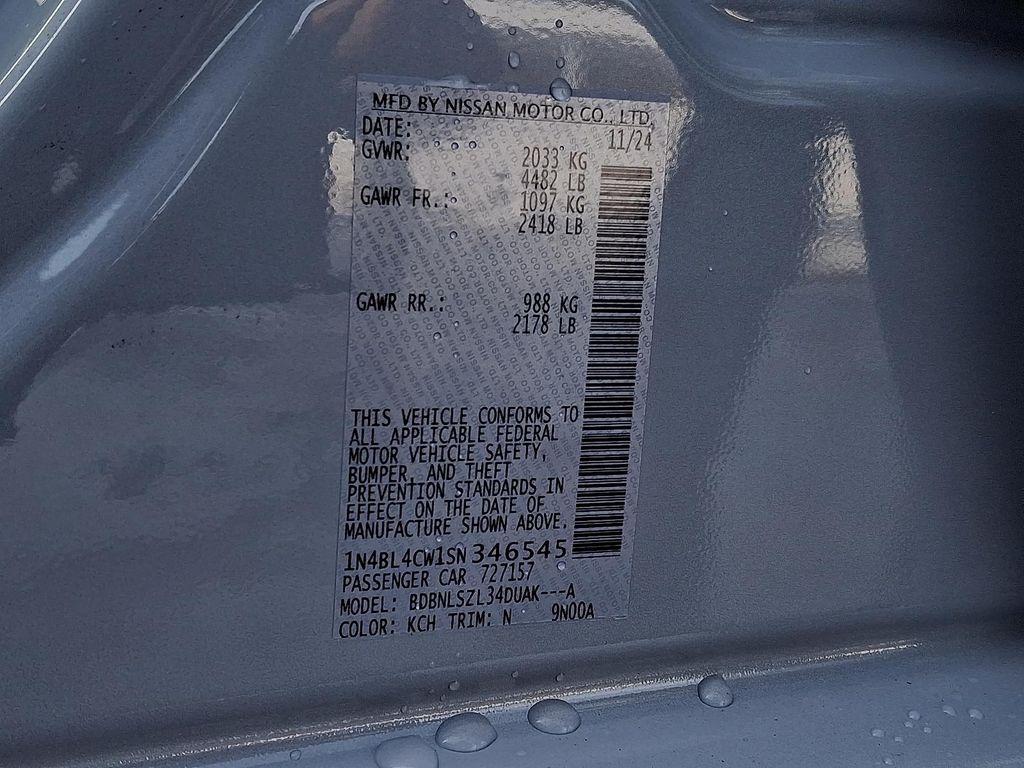 MFD BY NISSAN MOTOR CO., LTD.
DATE: 11/24
GVWR: 2033 KG
4482 LB
GAWR FR.: 1097 KG
2418 LB
GAWR RR.: 988 KG
2178 LB
THIS VEHICLE CONFORMS TO
ALL APPLICABLE FEDERAL
MOTOR VEHICLE SAFETY,
BUMPER, AND THEFT
PREVENTION STANDARDS IN
EFFECT ON THE DATE OF
MANUFACTURE SHOWN ABOVE.
1N4BL4CW1SN346545
PASSENGER CAR 727157
MODEL: BDBNLSZL34DUAK---A
COLOR: KCH TRIM: N 9N00A